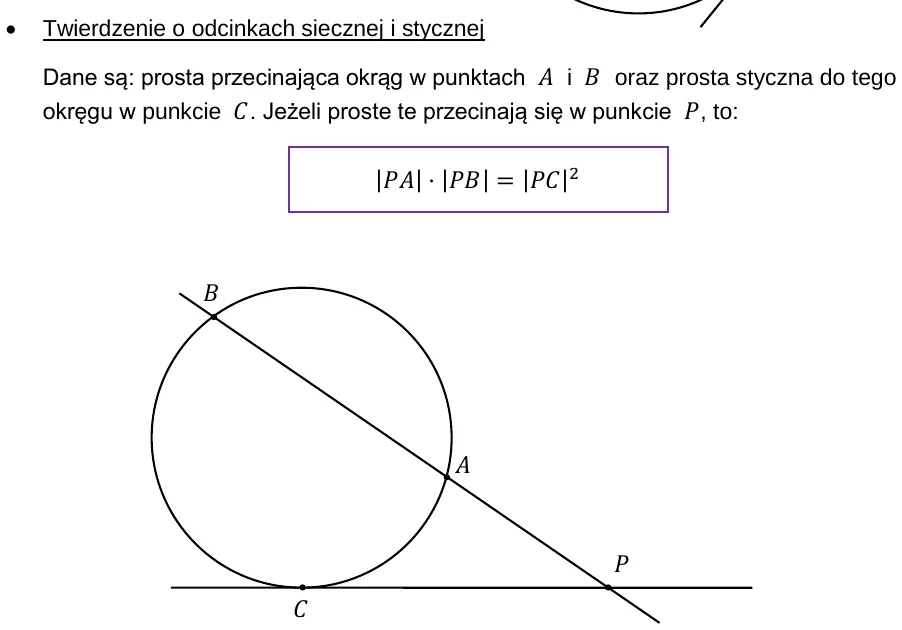 • Twierdzenie o odcinkach siecznej i stycznej
Dane są: prosta przecinająca okrąg w punktach A i B oraz prosta styczna do tego
okręgu w punkcie C. Jeżeli proste te przecinają się w punkcie P, to:
|PA| · |PB| = |PC|²
B
A
P
C